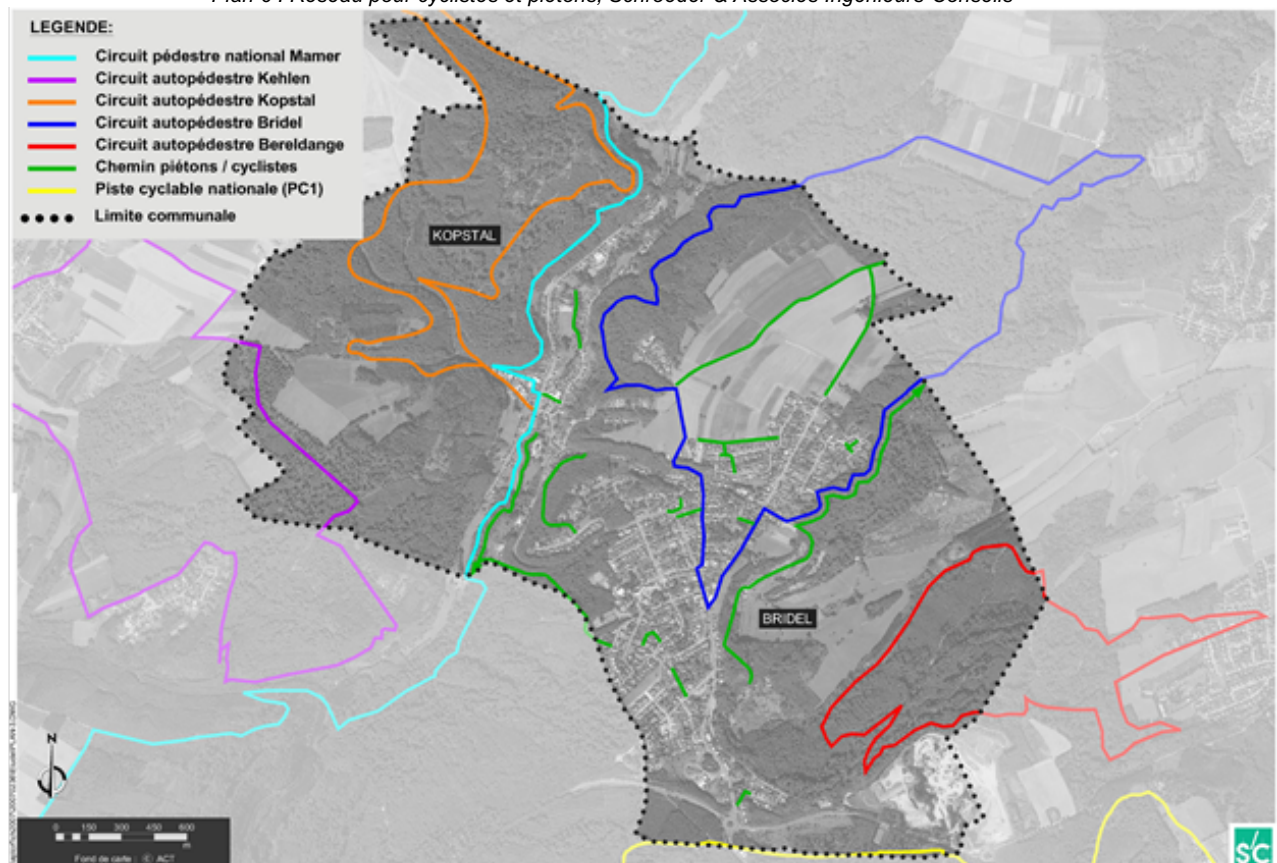 LEGENDE:
Circuit pédestre national Mamer
Circuit autopédestre Kehlen
Circuit autopédestre Kopstal
Circuit autopédestre Bridel
Circuit autopédestre Bereldange
Chemin piétons / cyclistes
Piste cyclable nationale (PC1)
Limite communale
KOPSTAL
BRIDEL
N
0 150 300 450 600
m
Fond de carte : © ACT
S/C